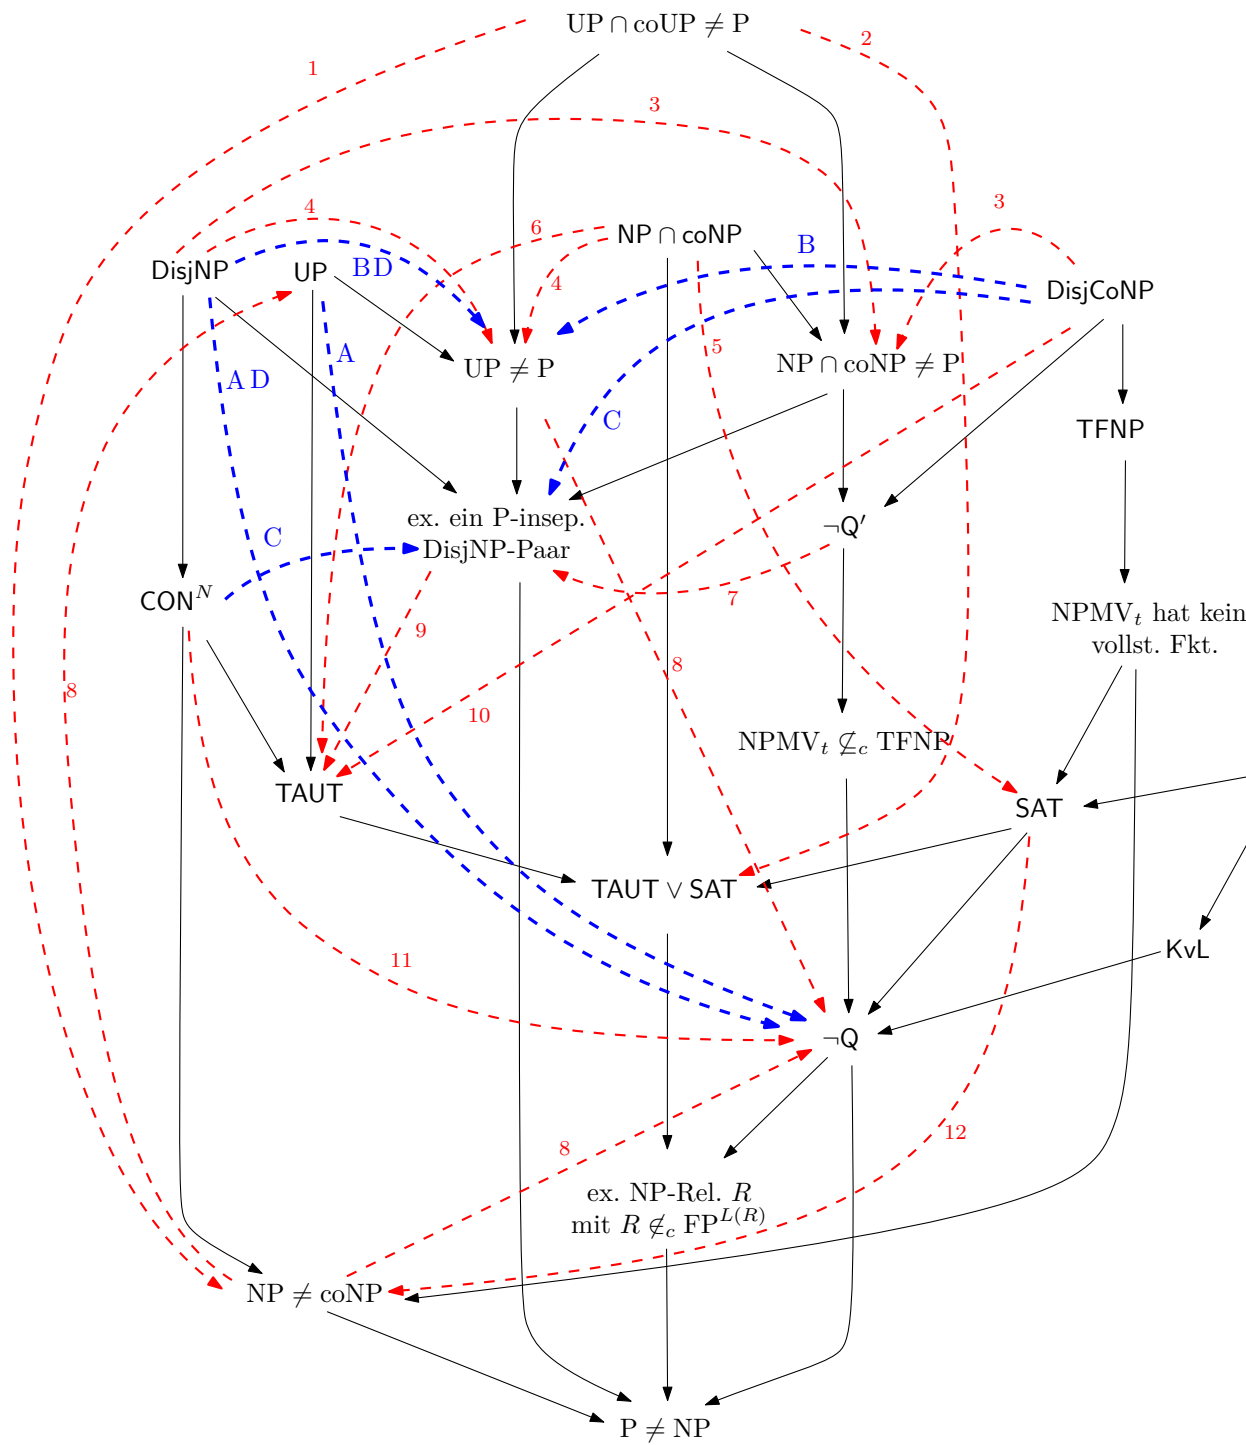 UP ∩ coUP ≠ P
1
2
3
3
4
6
NP ∩ coNP
B
DisjNP
UP
B D
4
DisjCoNP
5
A
UP ≠ P
NP ∩ coNP ≠ P
A D
C
TFNP
ex. ein P-insep.
DisjNP-Paar
¬Q′
C
CON^N
7
NPMV_t hat kein
vollst. Fkt.
9
8
8
10
NPMV_t ⊈_c TFNP
TAUT
SAT
TAUT ∨ SAT
11
KvL
¬Q
12
8
ex. NP-Rel. R
mit R ∉_c FP^{L(R)}
NP ≠ coNP
P ≠ NP